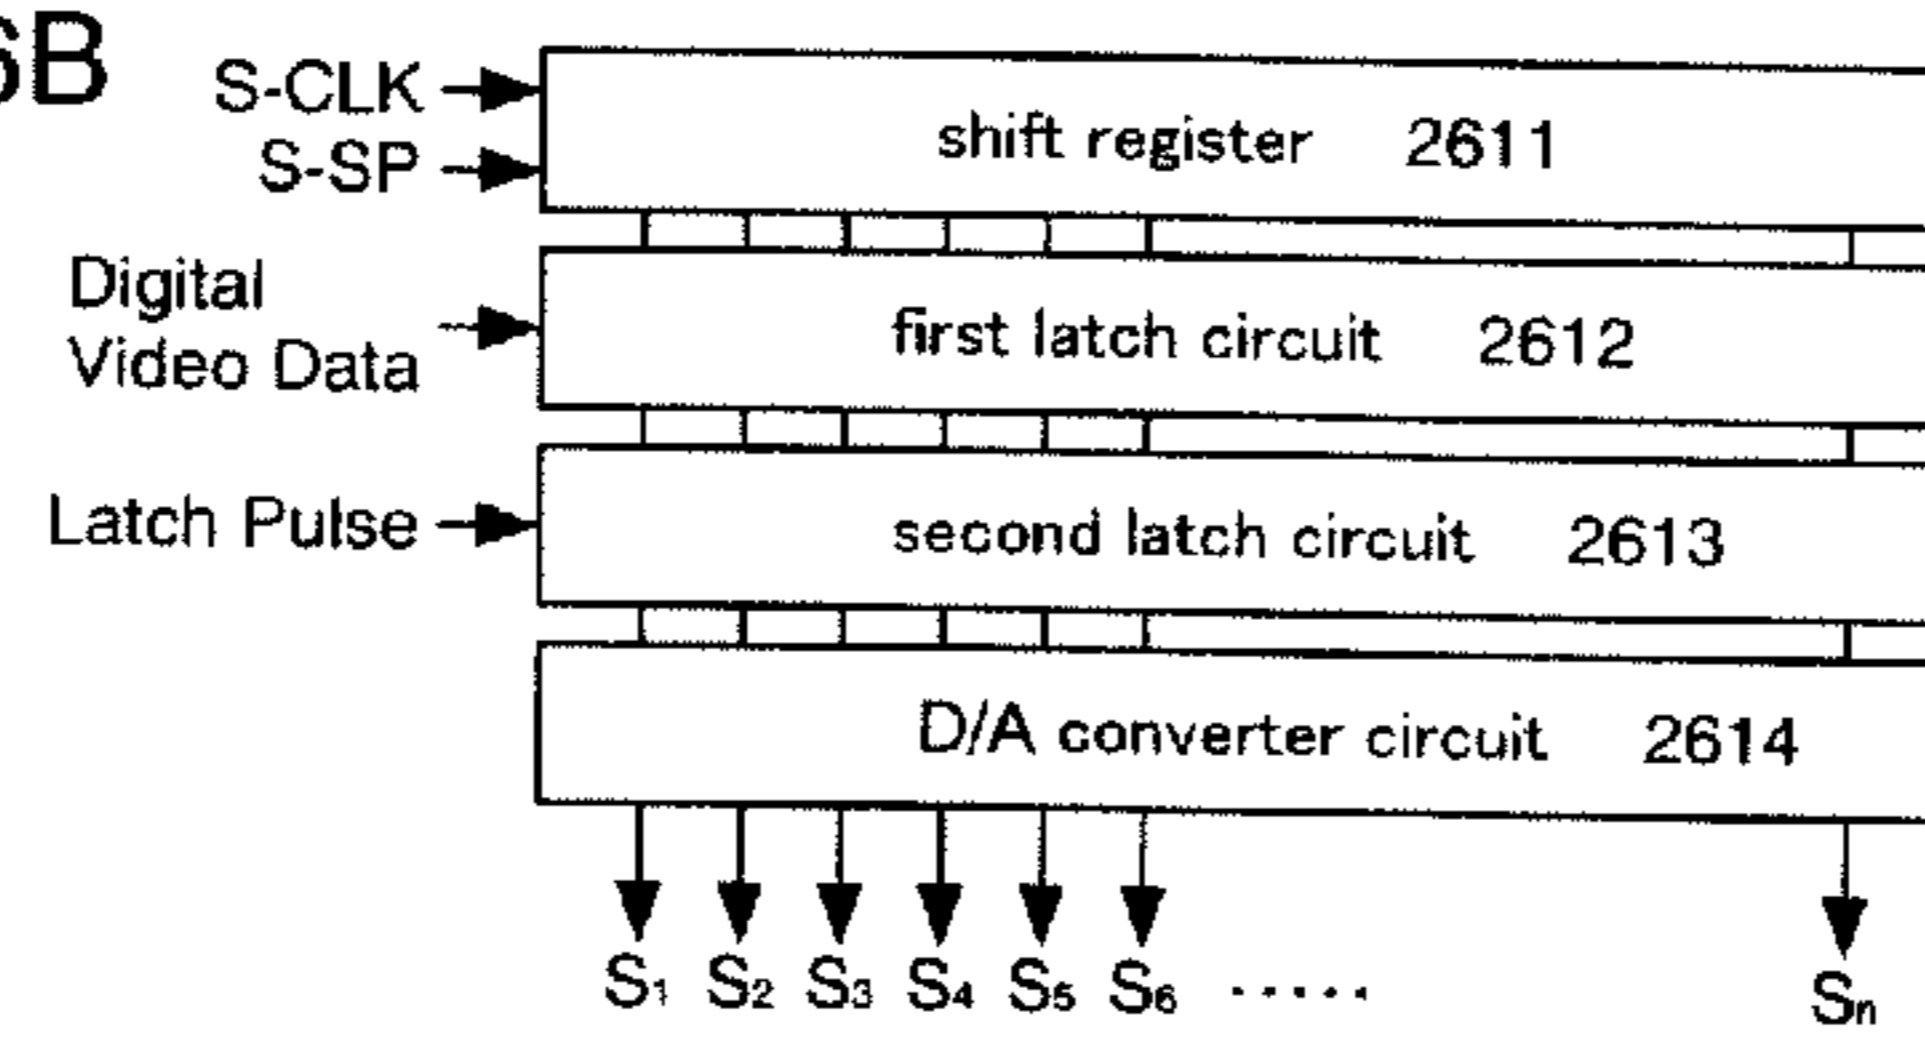 6B
S-CLK
S-SP
shift register 2611
Digital
Video Data
first latch circuit 2612
Latch Pulse
second latch circuit 2613
D/A converter circuit 2614
S1 S2 S3 S4 S5 S6 ..... Sn